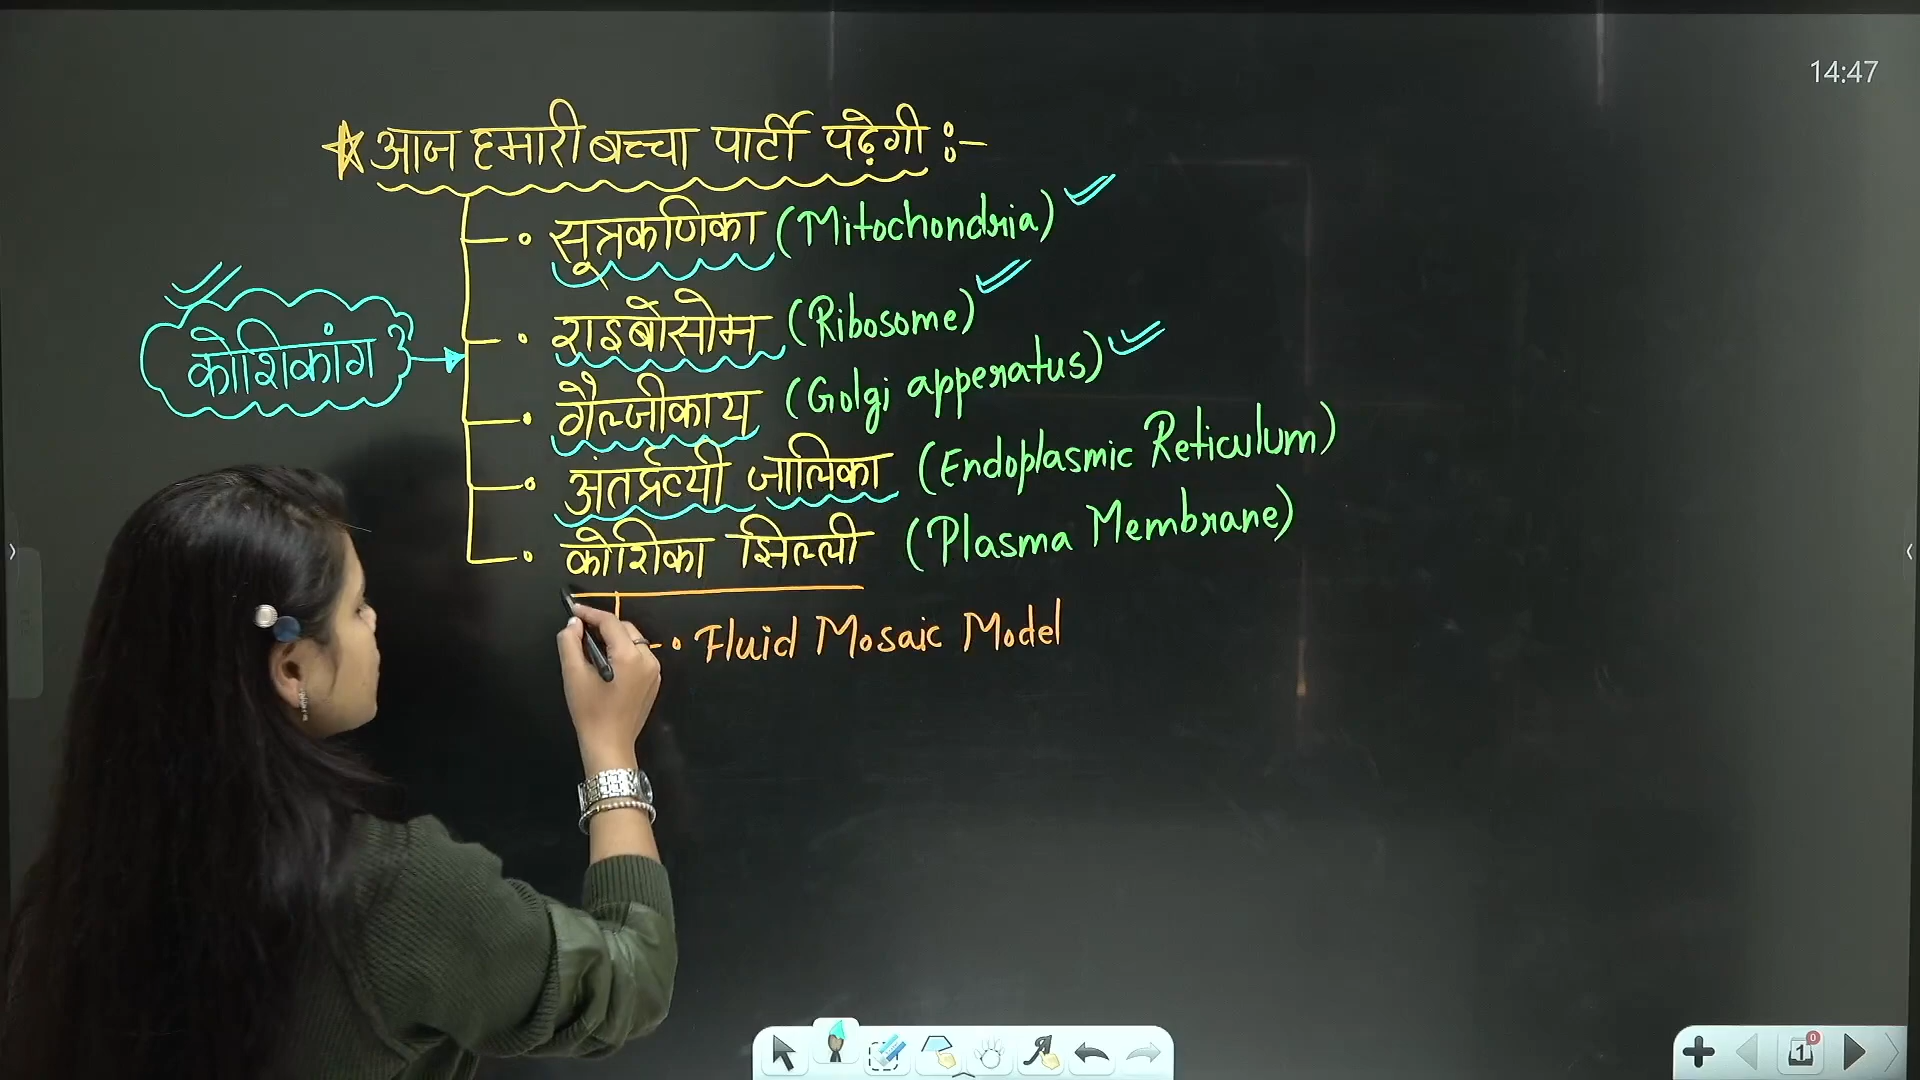 14:47
☆ आज हमारी बच्चा पार्टी पढ़ेगी :-
सूत्रकणिका (Mitochondria)
राइबोसोम (Ribosome)
कोशिकांग
गॅल्जीकाय (Golgi apperatus)
अंतर्द्रव्यी जालिका (Endoplasmic Reticulum)
कोशिका झिल्ली (Plasma Membrane)
Fluid Mosaic Model